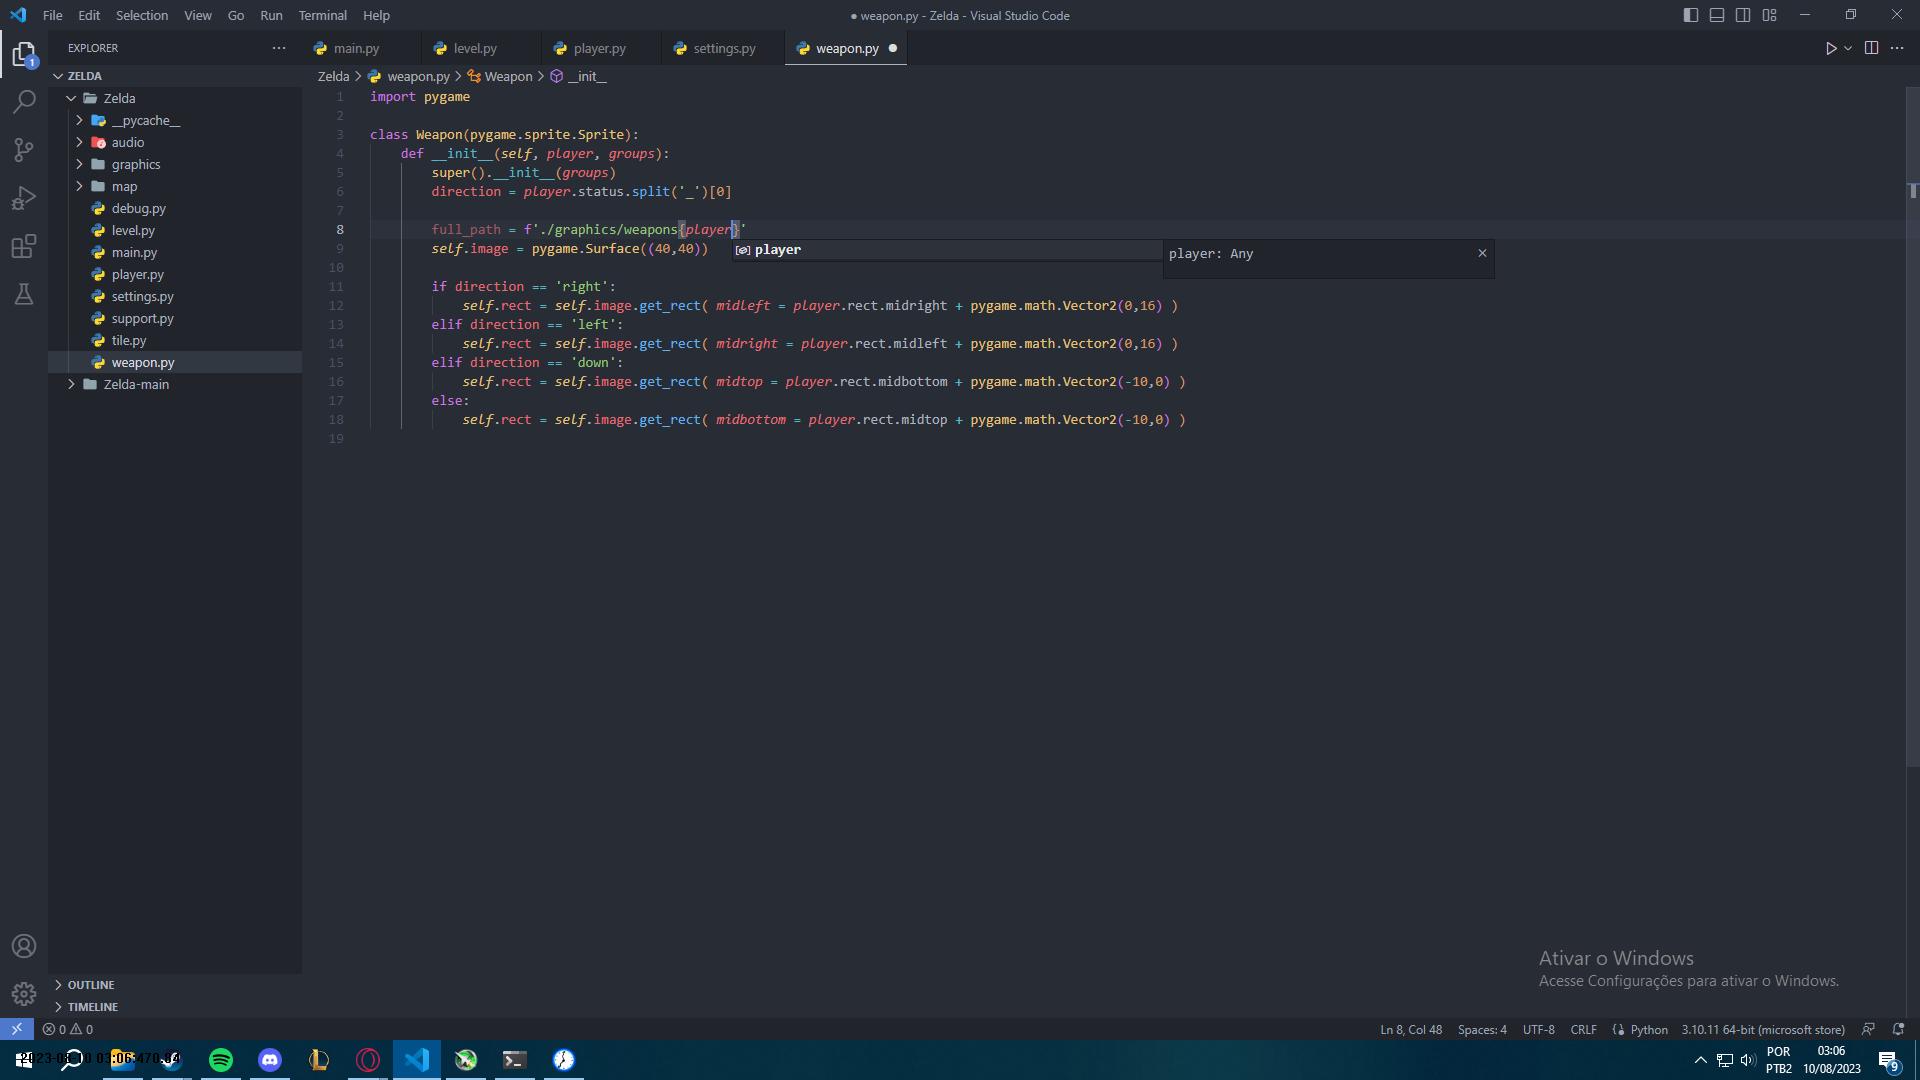 File Edit Selection View Go Run Terminal Help
● weapon.py - Zelda - Visual Studio Code
EXPLORER
main.py level.py player.py settings.py weapon.py
ZELDA
Zelda
__pycache__
audio
graphics
map
debug.py
level.py
main.py
player.py
settings.py
support.py
tile.py
weapon.py
Zelda-main
OUTLINE
TIMELINE
Zelda > weapon.py > Weapon > __init__
1 import pygame
2
3 class Weapon(pygame.sprite.Sprite):
4 def __init__(self, player, groups):
5 super().__init__(groups)
6 direction = player.status.split('_')[0]
7
8 full_path = f'./graphics/weapons{player}'
9 self.image = pygame.Surface((40,40))
player
player: Any
10
11 if direction == 'right':
12 self.rect = self.image.get_rect( midleft = player.rect.midright + pygame.math.Vector2(0,16) )
13 elif direction == 'left':
14 self.rect = self.image.get_rect( midright = player.rect.midleft + pygame.math.Vector2(0,16) )
15 elif direction == 'down':
16 self.rect = self.image.get_rect( midtop = player.rect.midbottom + pygame.math.Vector2(-10,0) )
17 else:
18 self.rect = self.image.get_rect( midbottom = player.rect.midtop + pygame.math.Vector2(-10,0) )
19
1
Ativar o Windows
Acesse Configurações para ativar o Windows.
0 0
Ln 8, Col 48 Spaces: 4 UTF-8 CRLF Python 3.10.11 64-bit (microsoft store)
POR
PTB2
03:06
10/08/2023
9